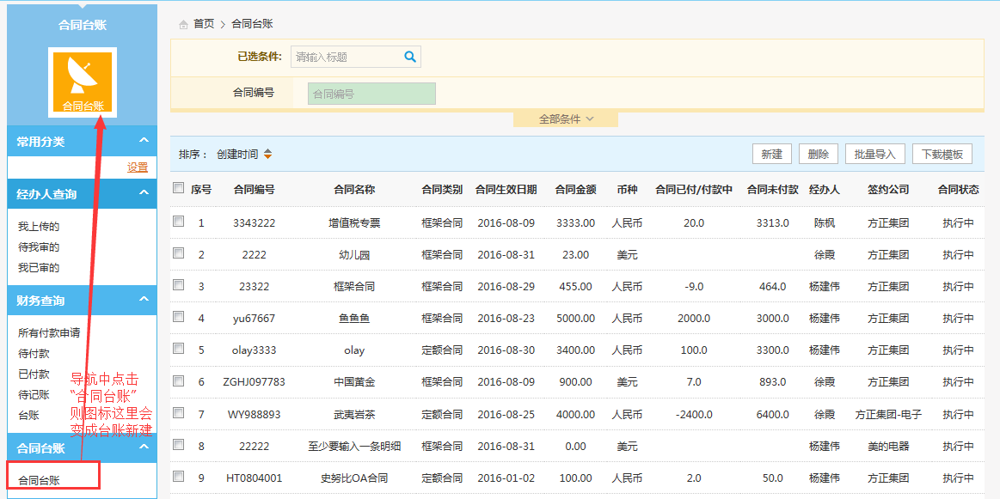 合同台账
合同台账
常用分类
设置
经办人查询
我上传的
待我审的
我已审的
财务查询
所有付款申请
待付款
已付款
待记账
台账
导航中点击
“合同台账”
则图标这里会
变成台账新建
合同台账
合同台账
首页 > 合同台账
已选条件: 请输入标题
合同编号 合同编号
全部条件
排序： 创建时间 新建 删除 批量导入 下载模板
序号 合同编号 合同名称 合同类别 合同生效日期 合同金额 币种 合同已付/付款中 合同未付款 经办人 签约公司 合同状态
1 3343222 增值税专票 框架合同 2016-08-09 3333.00 人民币 20.0 3313.0 陈枫 方正集团 执行中
2 2222 幼儿园 框架合同 2016-08-31 23.00 美元 徐霞 方正集团 执行中
3 23322 框架合同 框架合同 2016-08-29 455.00 人民币 -9.0 464.0 杨建伟 方正集团 执行中
4 yu67667 鱼鱼鱼 框架合同 2016-08-23 5000.00 人民币 2000.0 3000.0 杨建伟 方正集团 执行中
5 olay3333 olay 定额合同 2016-08-30 3400.00 人民币 100.0 3300.0 杨建伟 方正集团 执行中
6 ZGHJ097783 中国黄金 框架合同 2016-08-09 900.00 美元 7.0 893.0 徐霞 方正集团 执行中
7 WY988893 武夷岩茶 定额合同 2016-08-25 4000.00 人民币 -2400.0 6400.0 徐霞 方正集团-电子 执行中
8 22222 至少要输入一条明细 框架合同 2016-08-31 0.00 美元 杨建伟 美的电器 执行中
9 HT0804001 史努比OA合同 定额合同 2016-01-02 100.00 人民币 2.0 50.0 杨建伟 方正集团 执行中